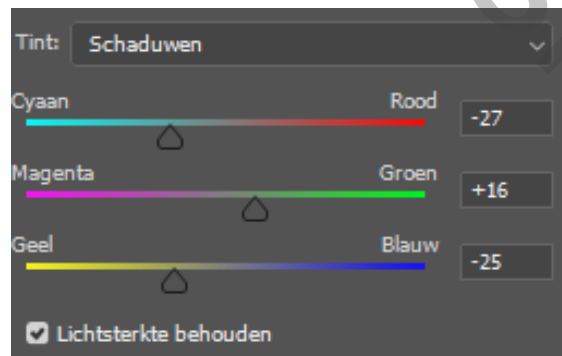 Tint: Schaduwen
Cyaan Rood -27
Magenta Groen +16
Geel Blauw -25
Lichtsterkte behouden